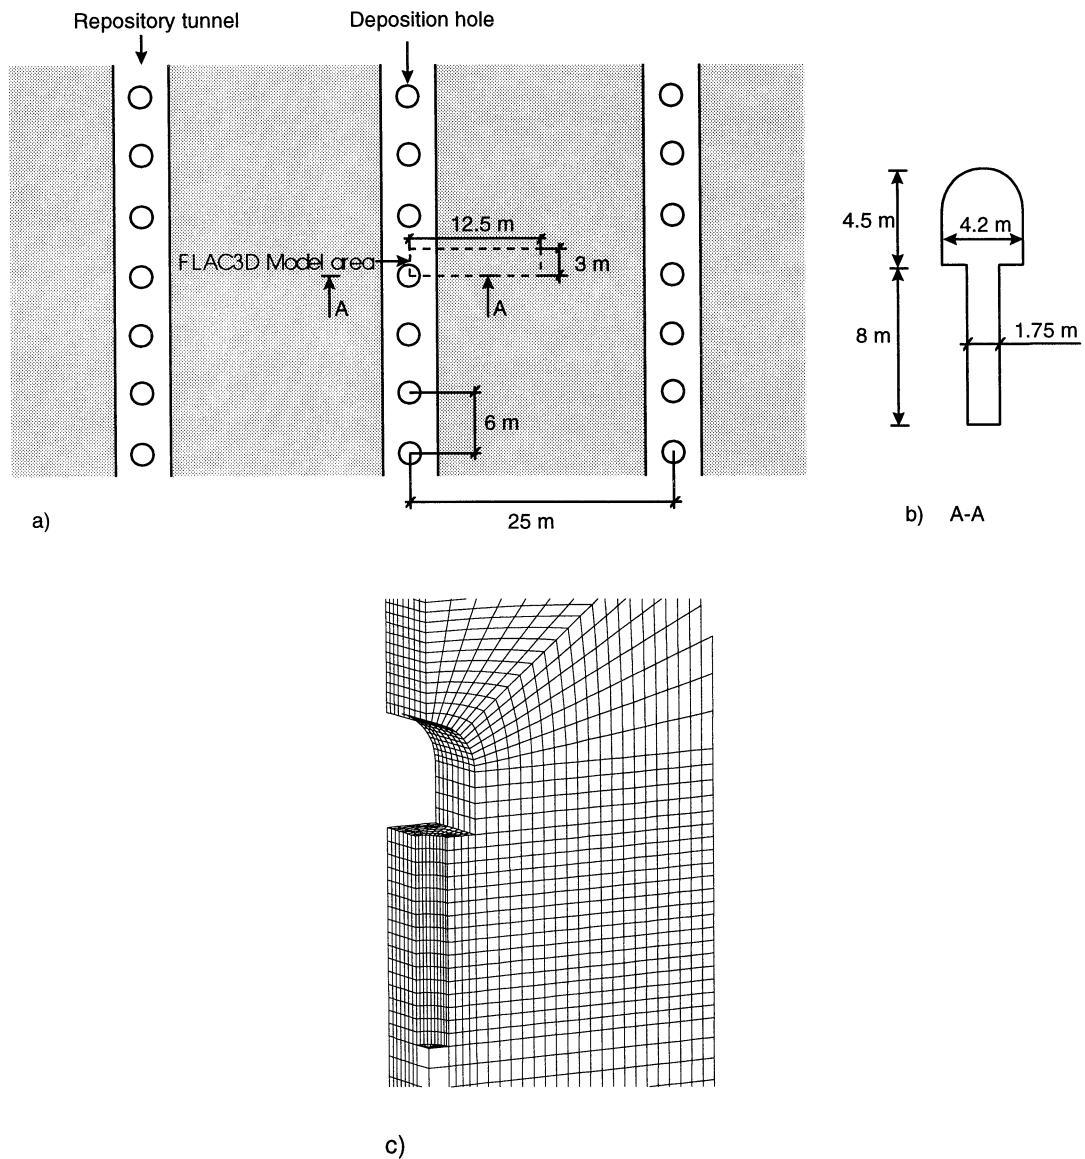 Repository tunnel
Deposition hole
12.5 m
FLAC3D Model area
3 m
A
A
6 m
25 m
a)
4.5 m
4.2 m
8 m
1.75 m
b) A-A
c)